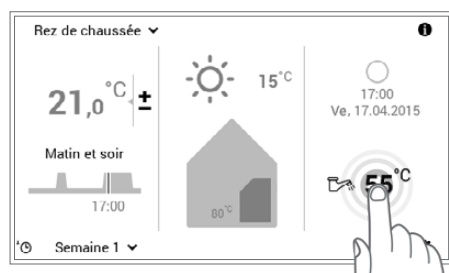 Rez de chaussée
21,0°C ±
Matin et soir
17:00
Semaine 1
15°C
80°C
17:00
Ve, 17.04.2015
55°C